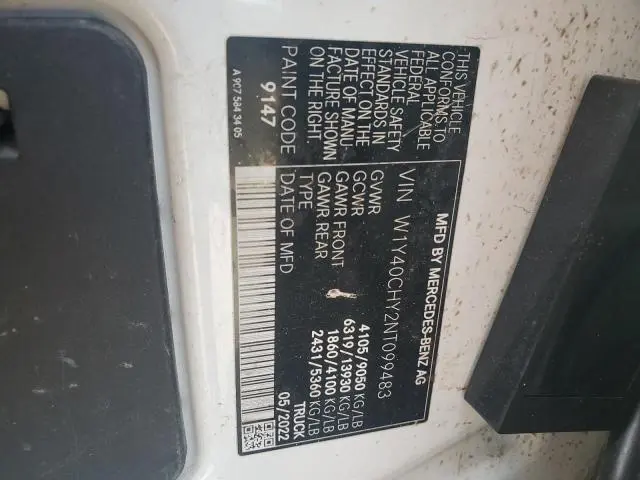 MFD BY MERCEDES-BENZ AG
VIN W1Y40CHY2NT099483
GVWR 4105/9050 KG/LB
GCWR 6319/13930 KG/LB
GAWR FRONT 1860/4100 KG/LB
GAWR REAR 2431/5360 KG/LB
TYPE TRUCK
DATE OF MFD 05/2022
THIS VEHICLE
CONFORMS TO
ALL APPLICABLE
FEDERAL
VEHICLE SAFETY
STANDARDS IN
EFFECT ON THE
DATE OF MANU-
FACTURE SHOWN
ON THE RIGHT
PAINT CODE
9147
A 907 584 34 05